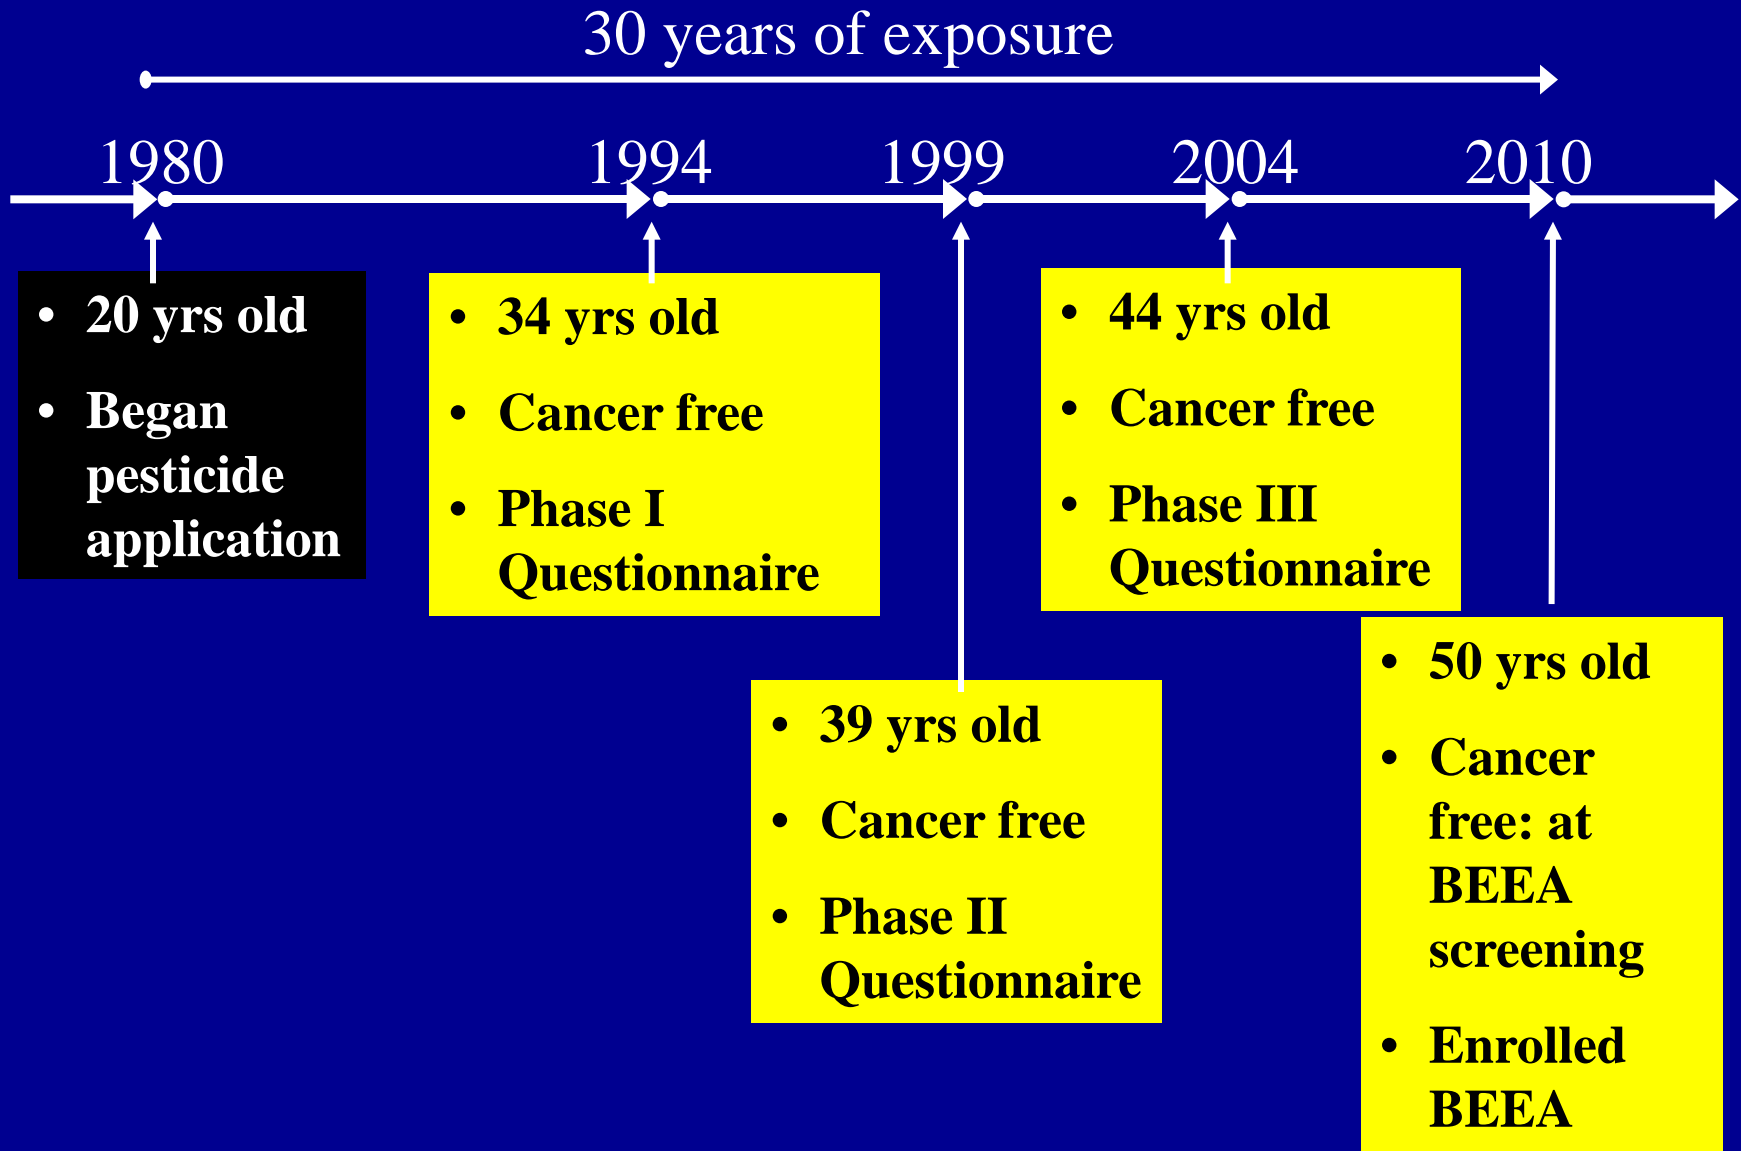 30 years of exposure
1980 1994 1999 2004 2010
• 20 yrs old
• Began
pesticide
application
• 34 yrs old
• Cancer free
• Phase I
Questionnaire
• 39 yrs old
• Cancer free
• Phase II
Questionnaire
• 44 yrs old
• Cancer free
• Phase III
Questionnaire
• 50 yrs old
• Cancer
free: at
BEEA
screening
• Enrolled
BEEA